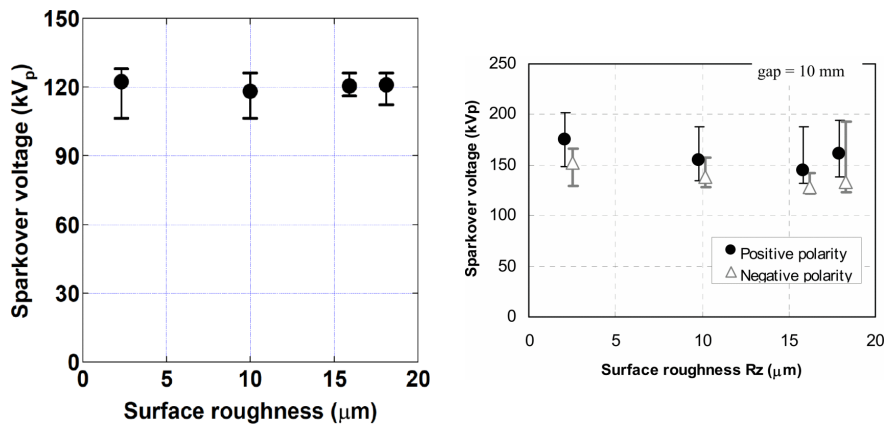 150
120
90
60
30
0
Sparkover voltage (kVp)
0 5 10 15 20
Surface roughness (μm)
gap = 10 mm
250
200
150
100
50
0
Sparkover voltage (kVp)
Positive polarity
Negative polarity
0 5 10 15 20
Surface roughness Rz (μm)